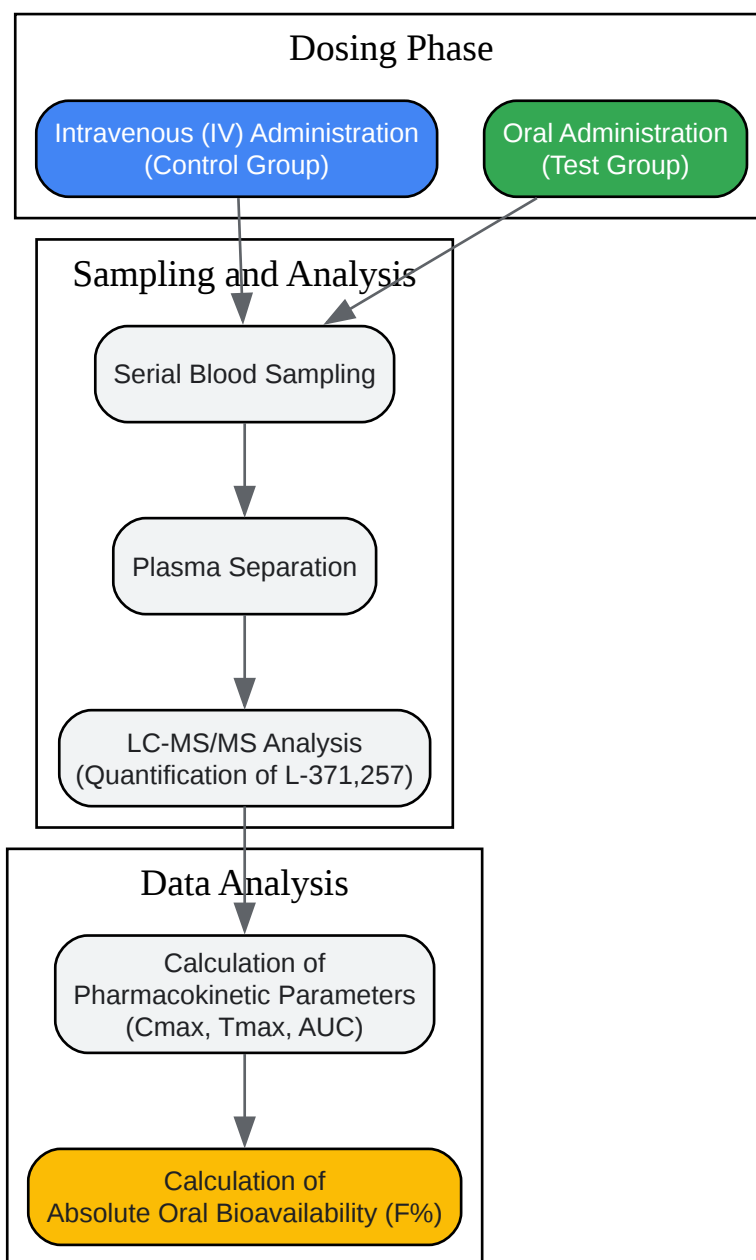 Dosing Phase
Intravenous (IV) Administration
(Control Group)
Oral Administration
(Test Group)
Sampling and Analysis
Serial Blood Sampling
Plasma Separation
LC-MS/MS Analysis
(Quantification of L-371,257)
Data Analysis
Calculation of
Pharmacokinetic Parameters
(Cmax, Tmax, AUC)
Calculation of
Absolute Oral Bioavailability (F%)